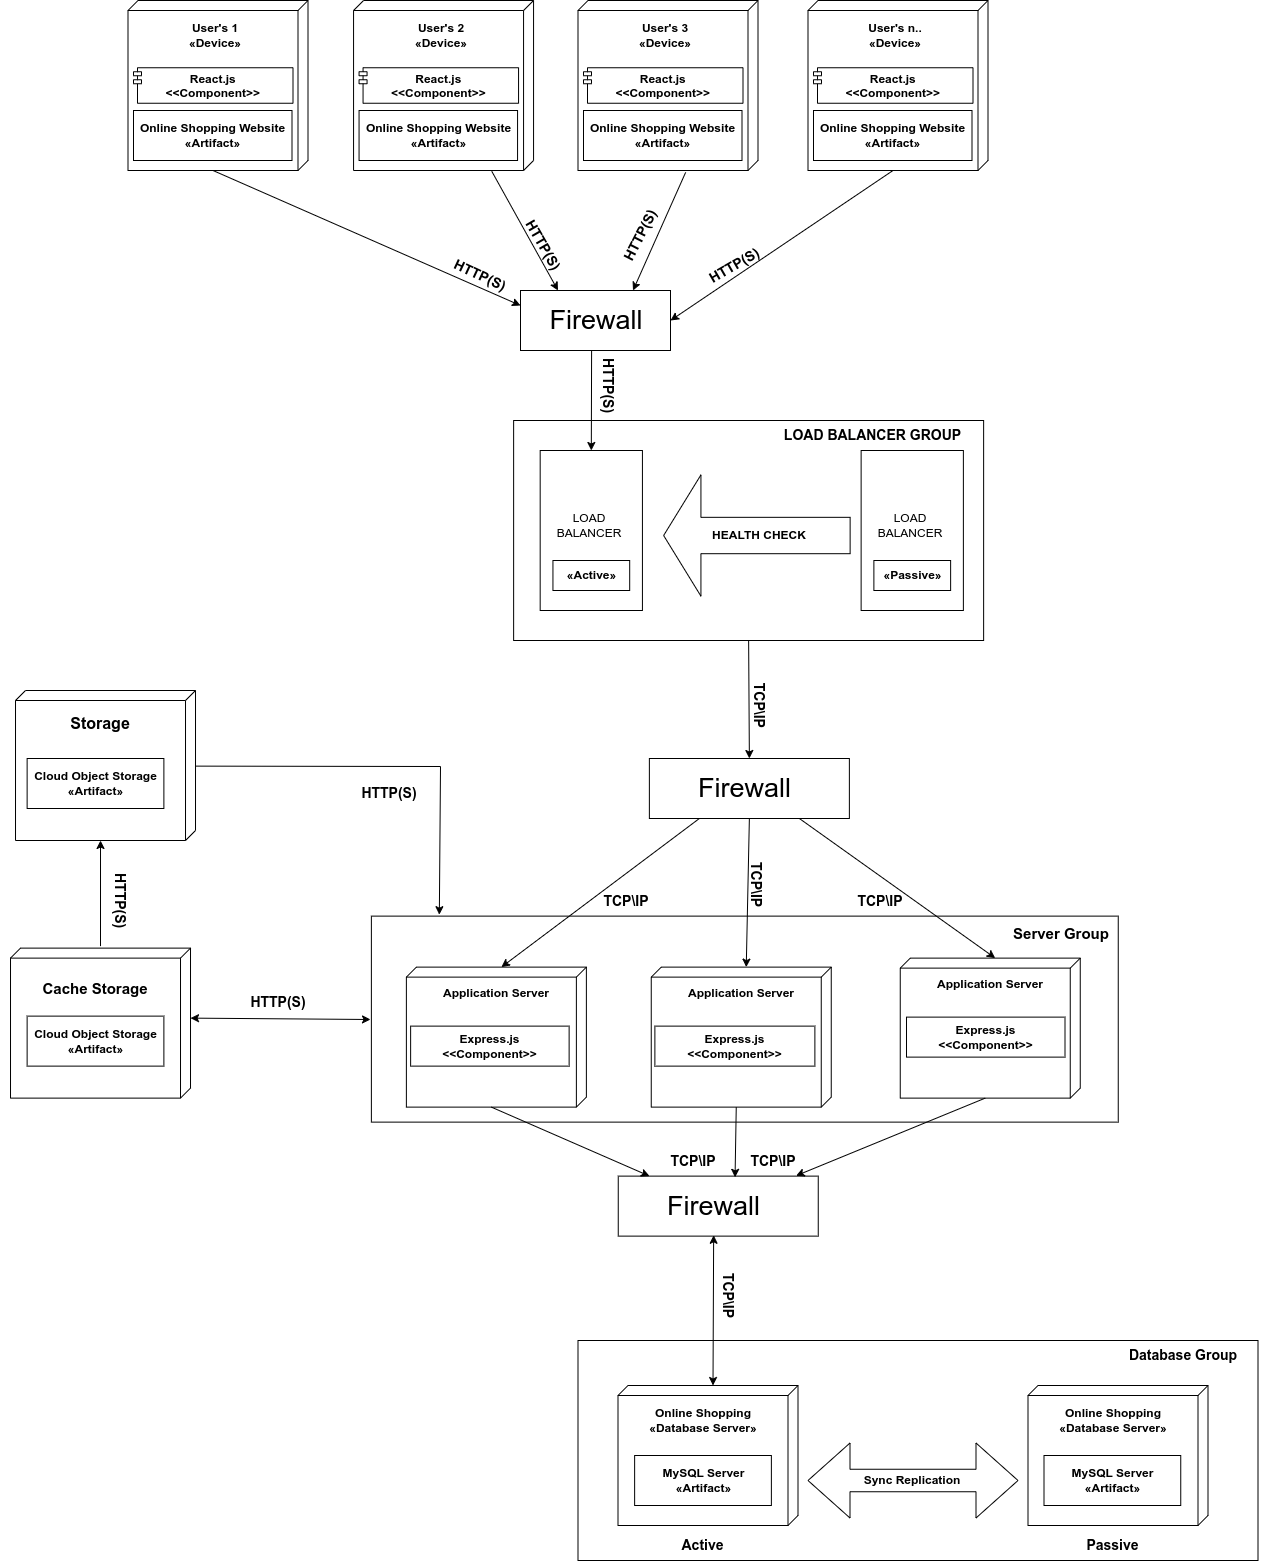 User's 1
«Device»
React.js
<<Component>>
Online Shopping Website
«Artifact»
User's 2
«Device»
React.js
<<Component>>
Online Shopping Website
«Artifact»
User's 3
«Device»
React.js
<<Component>>
Online Shopping Website
«Artifact»
User's n..
«Device»
React.js
<<Component>>
Online Shopping Website
«Artifact»
HTTP(S)
HTTP(S)
HTTP(S)
HTTP(S)
Firewall
HTTP(S)
LOAD BALANCER GROUP
LOAD
BALANCER
«Active»
HEALTH CHECK
LOAD
BALANCER
«Passive»
TCP\IP
Storage
Cloud Object Storage
«Artifact»
HTTP(S)
Firewall
HTTP(S)
TCP\IP
TCP\IP
TCP\IP
Server Group
Cache Storage
Cloud Object Storage
«Artifact»
HTTP(S)
Application Server
Express.js
<<Component>>
Application Server
Express.js
<<Component>>
Application Server
Express.js
<<Component>>
TCP\IP
TCP\IP
Firewall
TCP\IP
Database Group
Online Shopping
«Database Server»
MySQL Server
«Artifact»
Sync Replication
Online Shopping
«Database Server»
MySQL Server
«Artifact»
Active
Passive